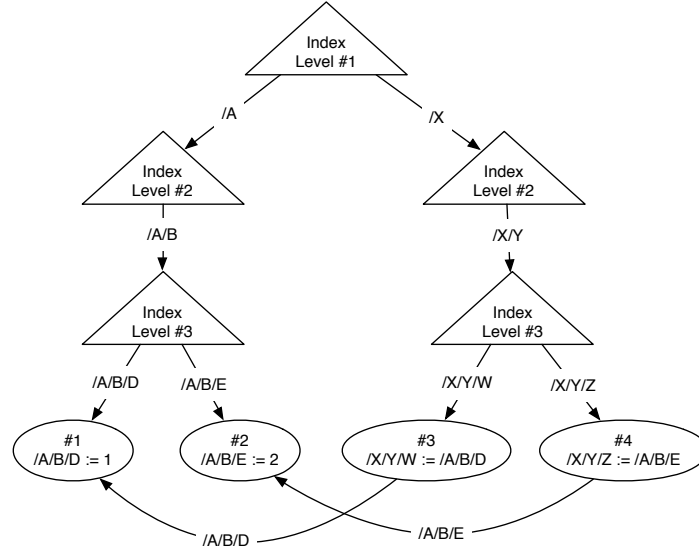 Index
Level #1
/A
/X
Index
Level #2
Index
Level #2
/A/B
/X/Y
Index
Level #3
Index
Level #3
/A/B/D
/A/B/E
/X/Y/W
/X/Y/Z
#1
/A/B/D := 1
#2
/A/B/E := 2
#3
/X/Y/W := /A/B/D
#4
/X/Y/Z := /A/B/E
/A/B/D
/A/B/E